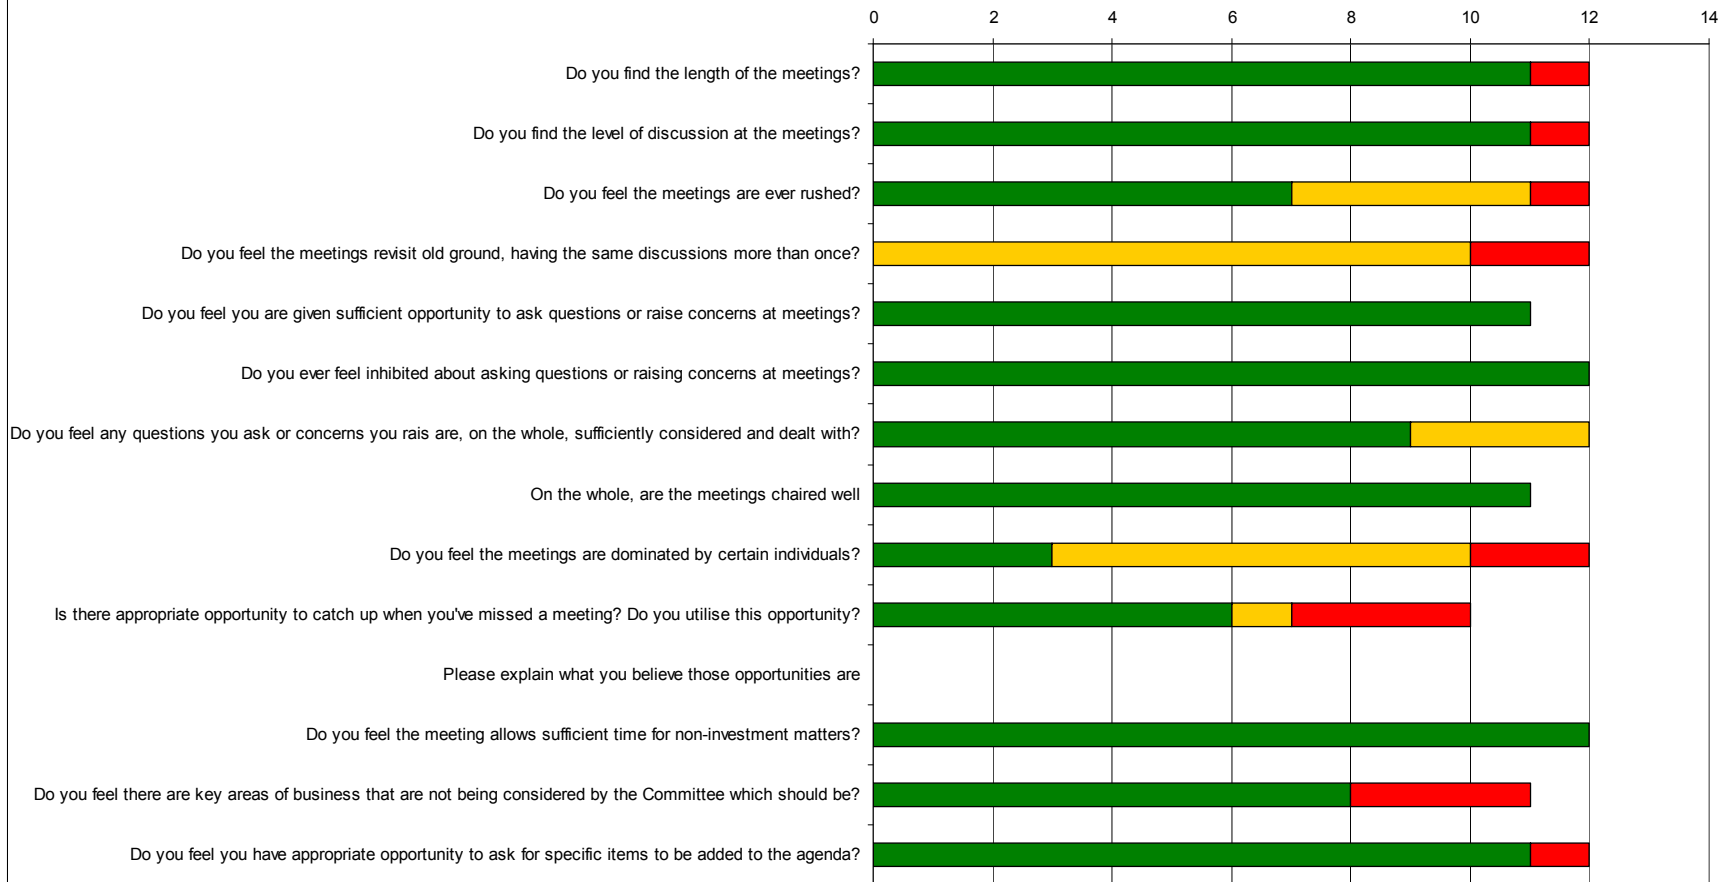 0 2 4 6 8 10 12 14
Do you find the length of the meetings?
Do you find the level of discussion at the meetings?
Do you feel the meetings are ever rushed?
Do you feel the meetings revisit old ground, having the same discussions more than once?
Do you feel you are given sufficient opportunity to ask questions or raise concerns at meetings?
Do you ever feel inhibited about asking questions or raising concerns at meetings?
Do you feel any questions you ask or concerns you rais are, on the whole, sufficiently considered and dealt with?
On the whole, are the meetings chaired well
Do you feel the meetings are dominated by certain individuals?
Is there appropriate opportunity to catch up when you've missed a meeting? Do you utilise this opportunity?
Please explain what you believe those opportunities are
Do you feel the meeting allows sufficient time for non-investment matters?
Do you feel there are key areas of business that are not being considered by the Committee which should be?
Do you feel you have appropriate opportunity to ask for specific items to be added to the agenda?